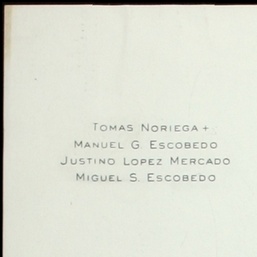 TOMAS NORIEGA +
MANUEL G. ESCOBEDO
JUSTINO LOPEZ MERCADO
MIGUEL S. ESCOBEDO